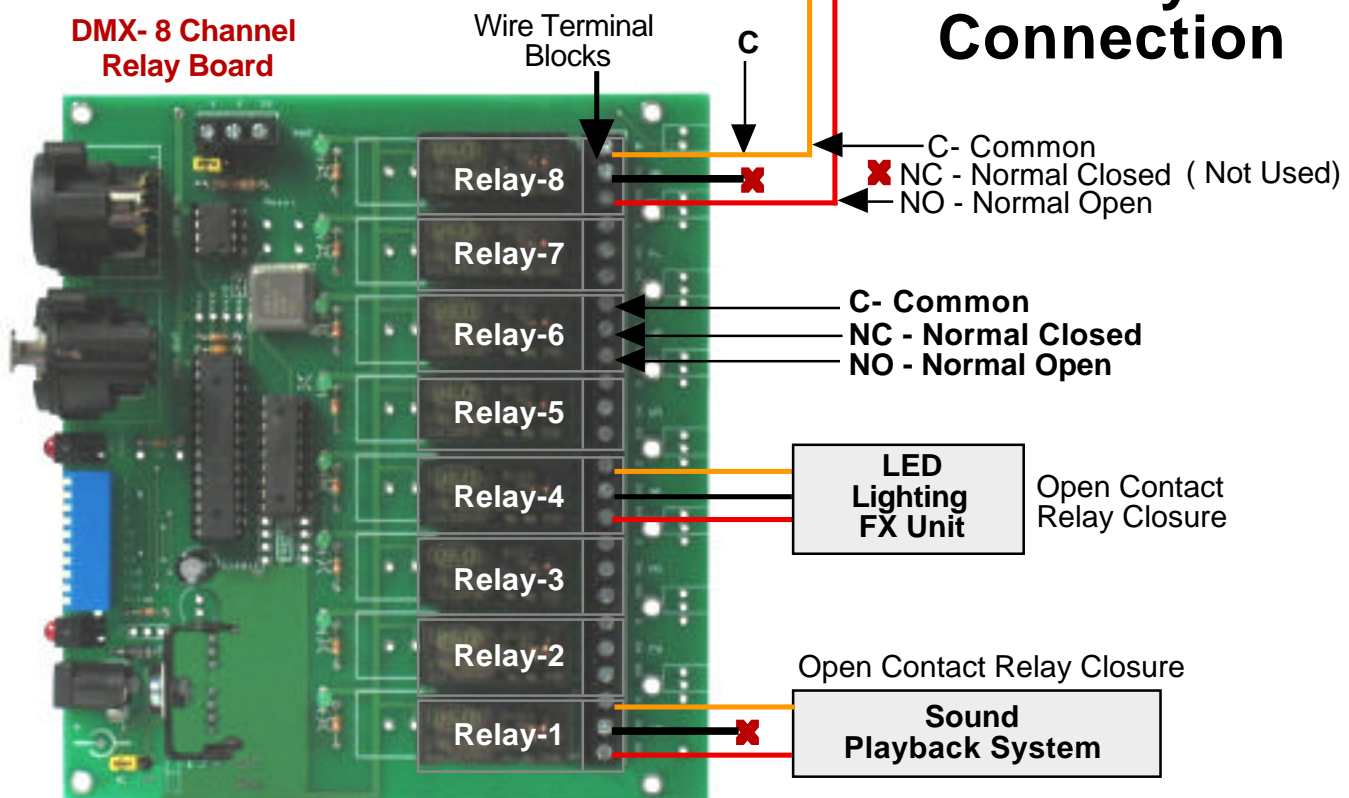 Connection
DMX- 8 Channel
Relay Board
Wire Terminal
Blocks
C
C- Common
NC - Normal Closed ( Not Used)
NO - Normal Open
Relay-8
Relay-7
C- Common
NC - Normal Closed
NO - Normal Open
Relay-6
Relay-5
Relay-4
LED
Lighting
FX Unit
Open Contact
Relay Closure
Relay-3
Relay-2
Open Contact Relay Closure
Relay-1
Sound
Playback System